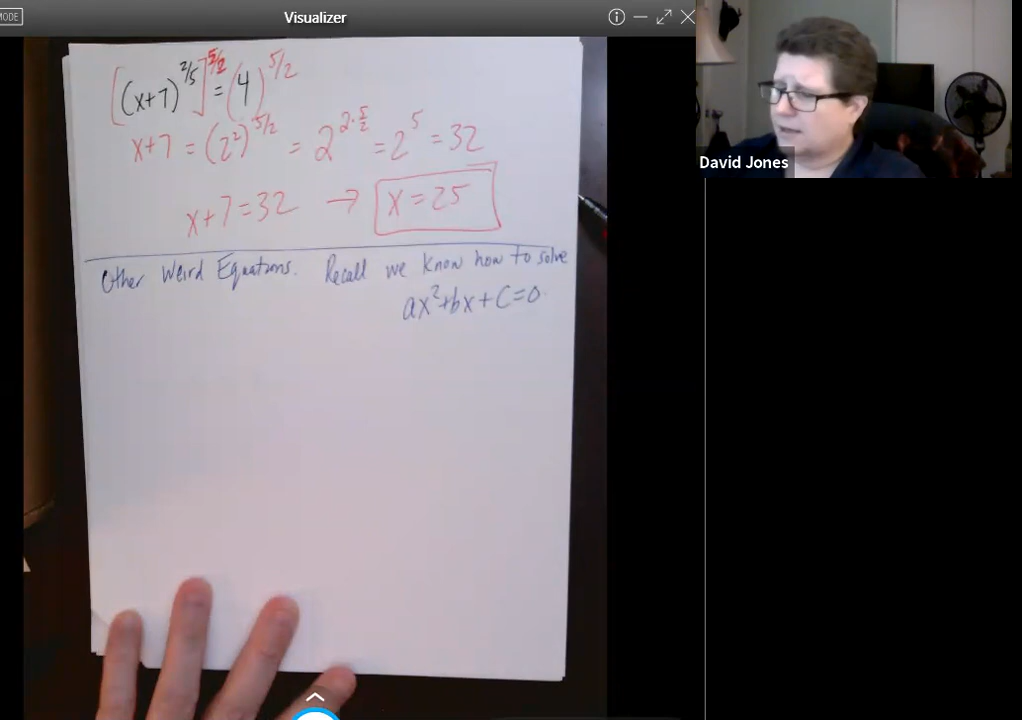 MODE
Visualizer
[(x+7)^{2/5}]^{5/2} = (4)^{5/2}
x+7 = (2^2)^{5/2} = 2^{2·5/2} = 2^5 = 32
x+7=32 → x=25
Other Weird Equations. Recall we know how to solve
ax^2+bx+c=0
David Jones